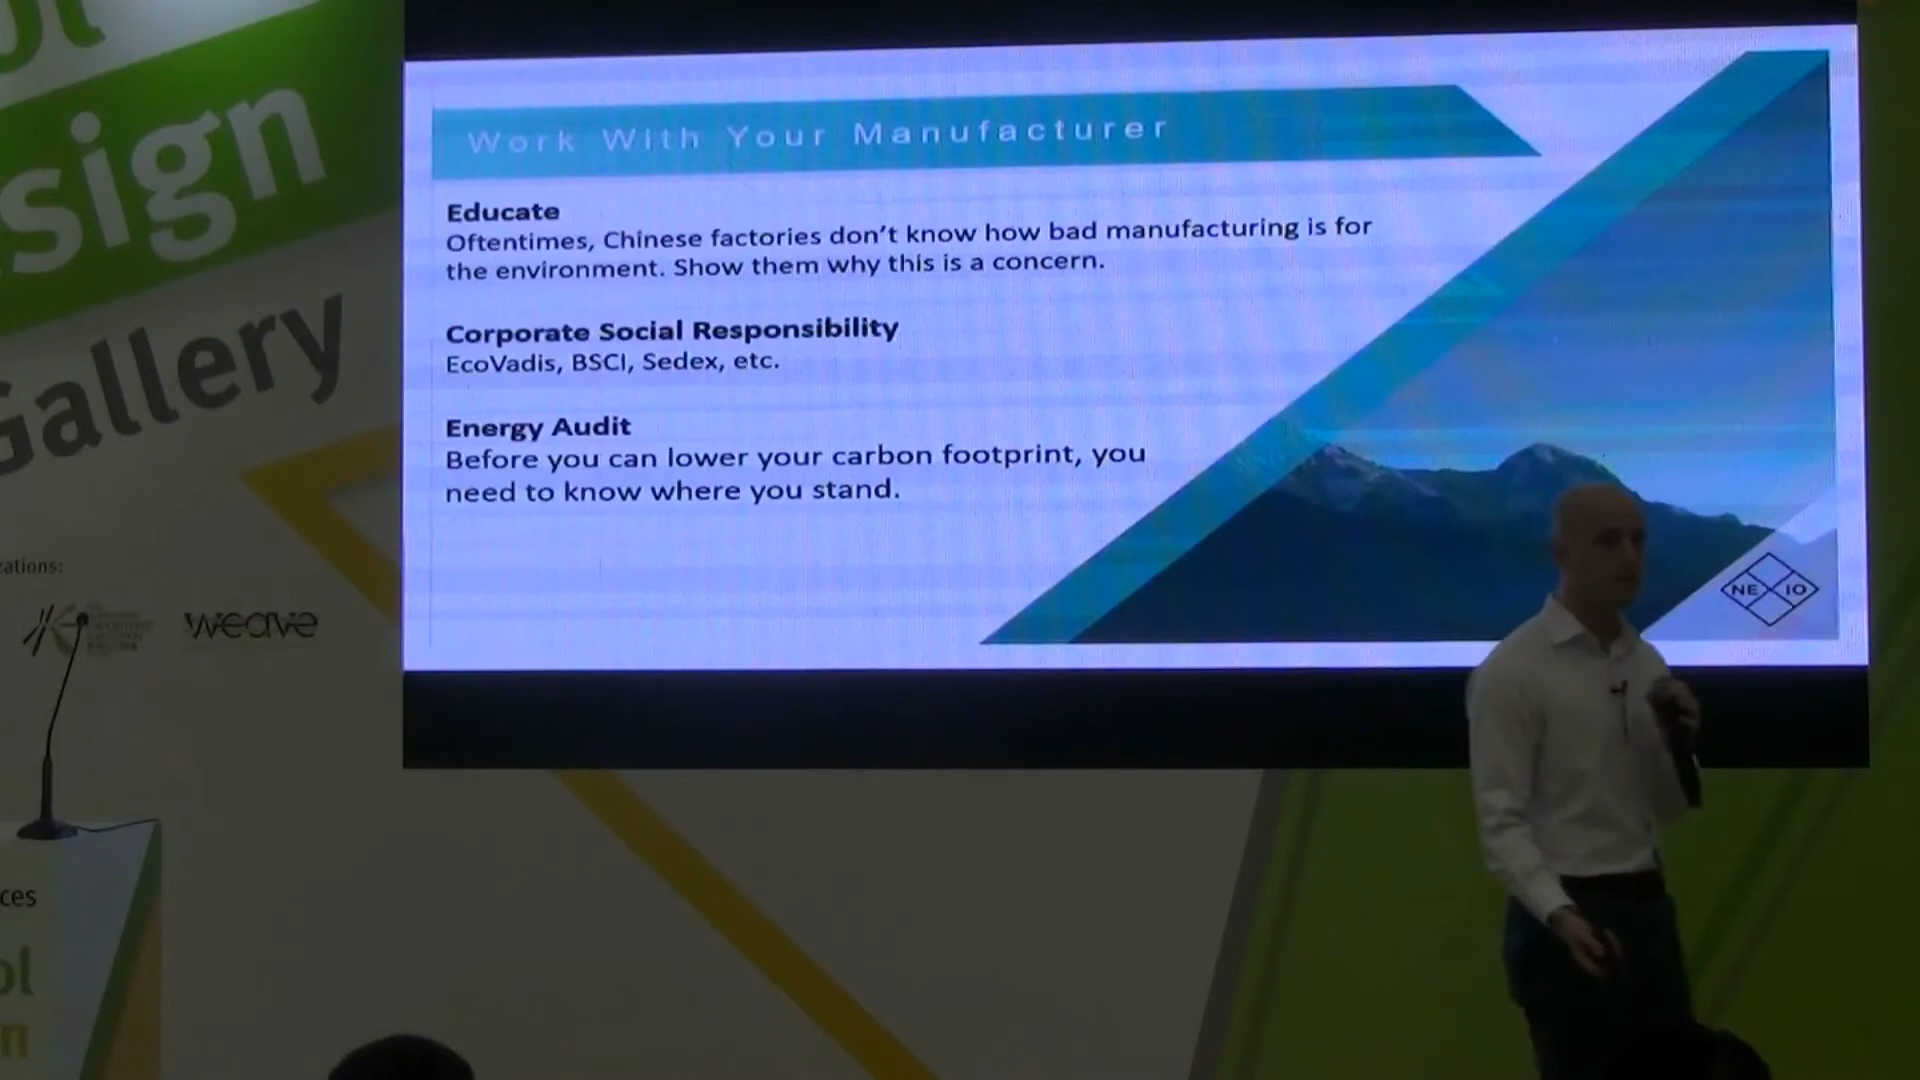 ol
sign
Gallery
ations:
weave
ces
ol
n
Work With Your Manufacturer
Educate
Oftentimes, Chinese factories don't know how bad manufacturing is for
the environment. Show them why this is a concern.
Corporate Social Responsibility
EcoVadis, BSCI, Sedex, etc.
Energy Audit
Before you can lower your carbon footprint, you
need to know where you stand.
NE IO